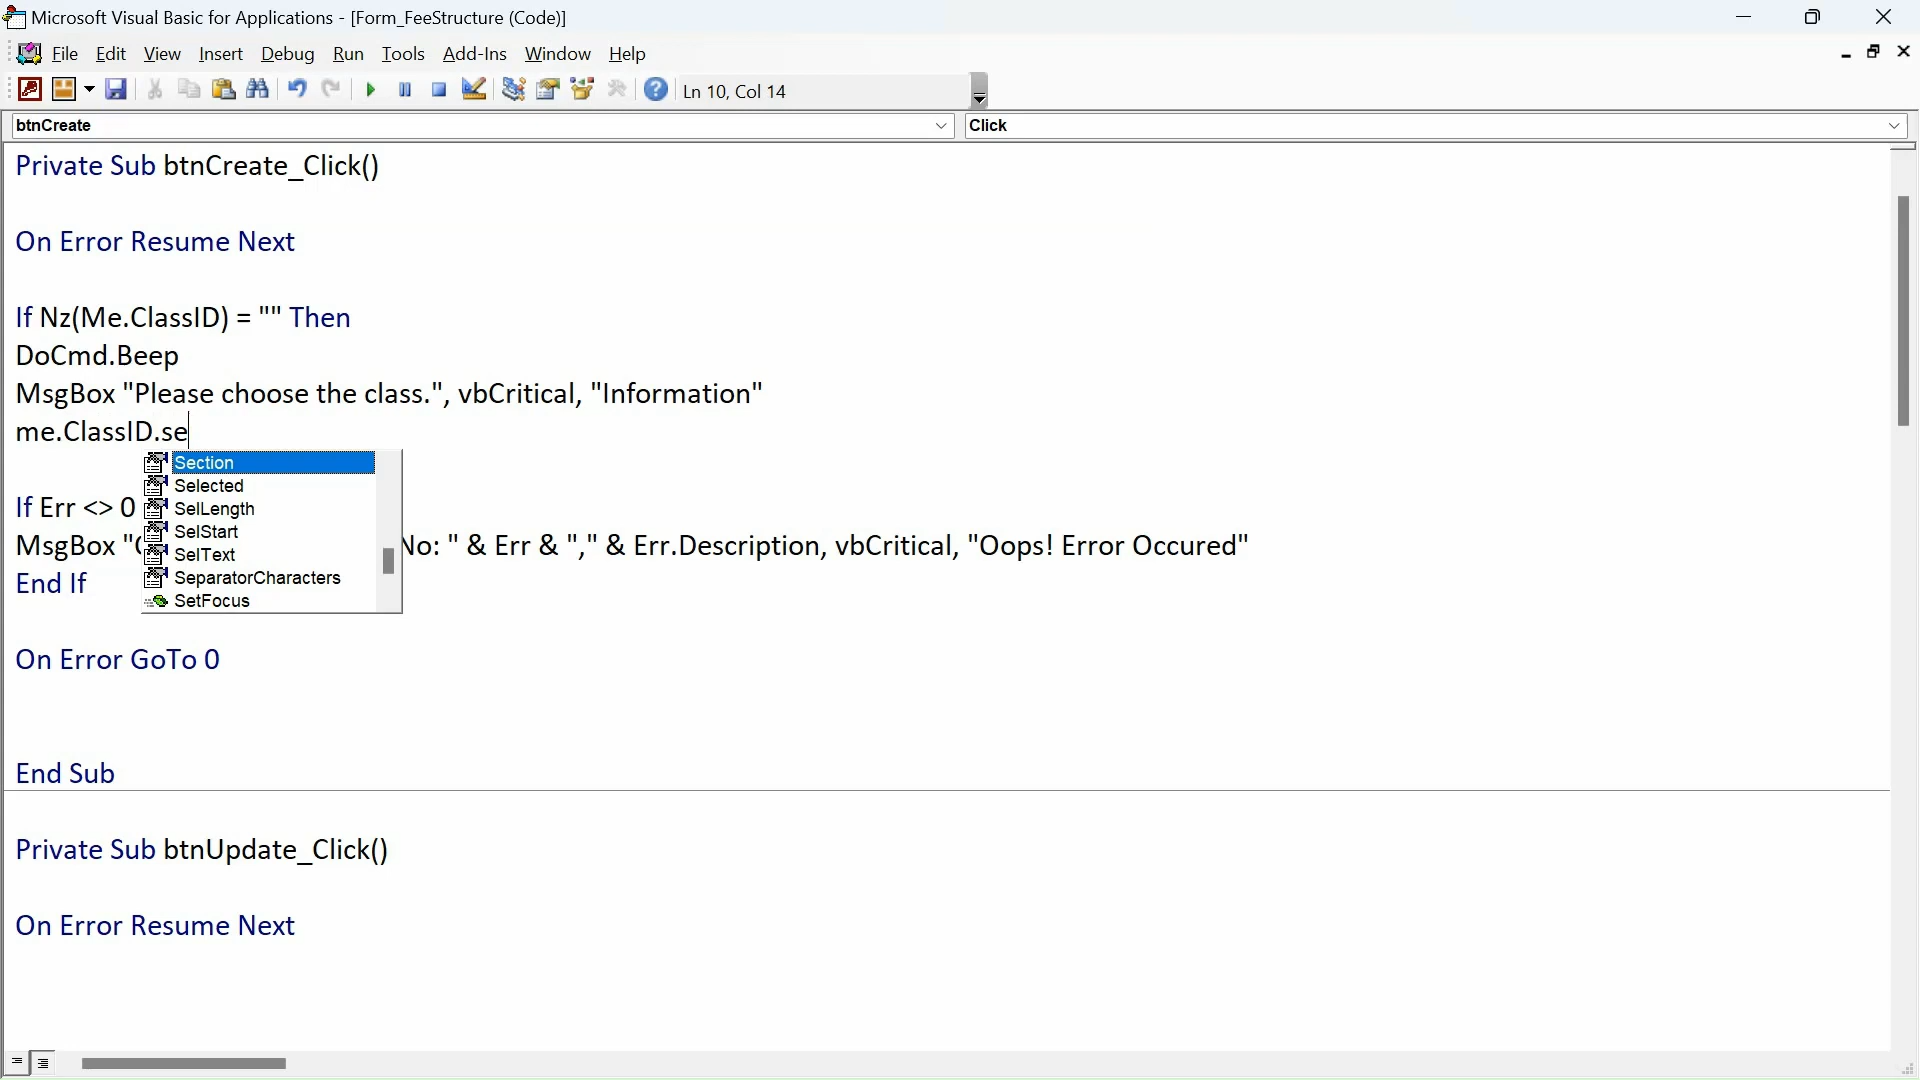 Microsoft Visual Basic for Applications - [Form_FeeStructure (Code)]
File Edit View Insert Debug Run Tools Add-Ins Window Help
Ln 10, Col 14
btnCreate
Click
Private Sub btnCreate_Click()
On Error Resume Next
If Nz(Me.ClassID) = "" Then
DoCmd.Beep
MsgBox "Please choose the class.", vbCritical, "Information"
me.ClassID.se
Section
Selected
SelLength
SelStart
SelText
SeparatorCharacters
SetFocus
If Err <> 0
MsgBox " No: " & Err & "," & Err.Description, vbCritical, "Oops! Error Occured"
End If
On Error GoTo 0
End Sub
Private Sub btnUpdate_Click()
On Error Resume Next